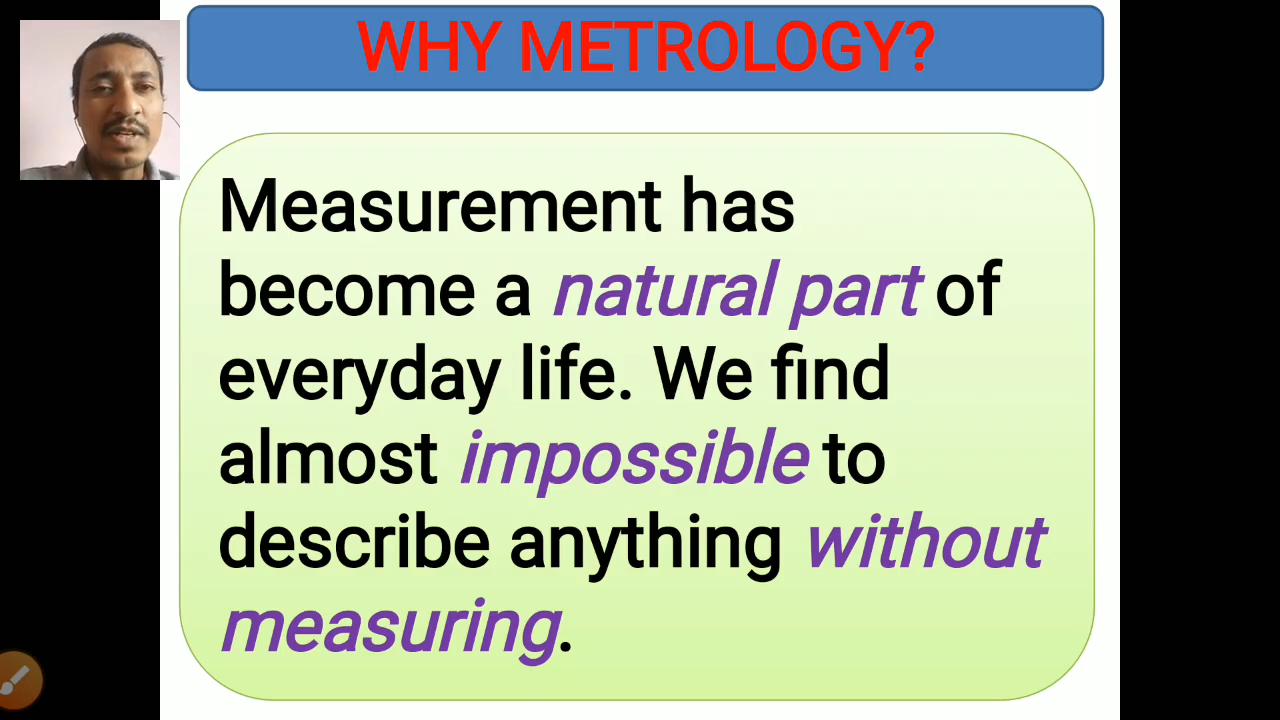 WHY METROLOGY?
Measurement has
become a natural part of
everyday life. We find
almost impossible to
describe anything without
measuring.